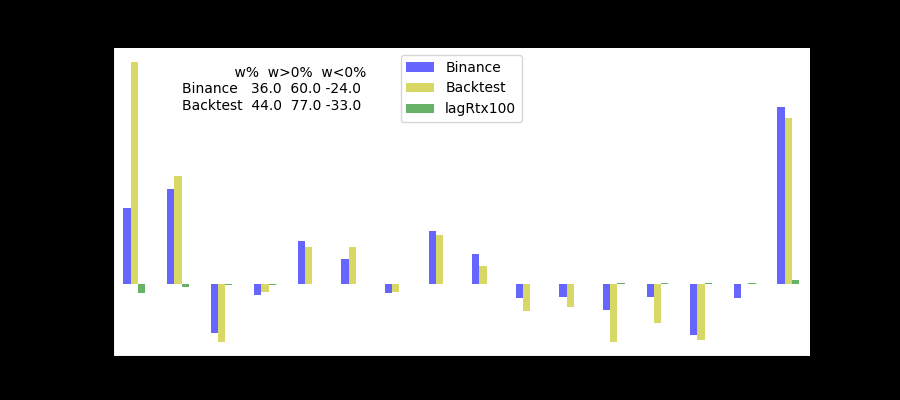 w% w>0% w<0%
Binance 36.0 60.0 -24.0
Backtest 44.0 77.0 -33.0
Binance
Backtest
lagRtx100